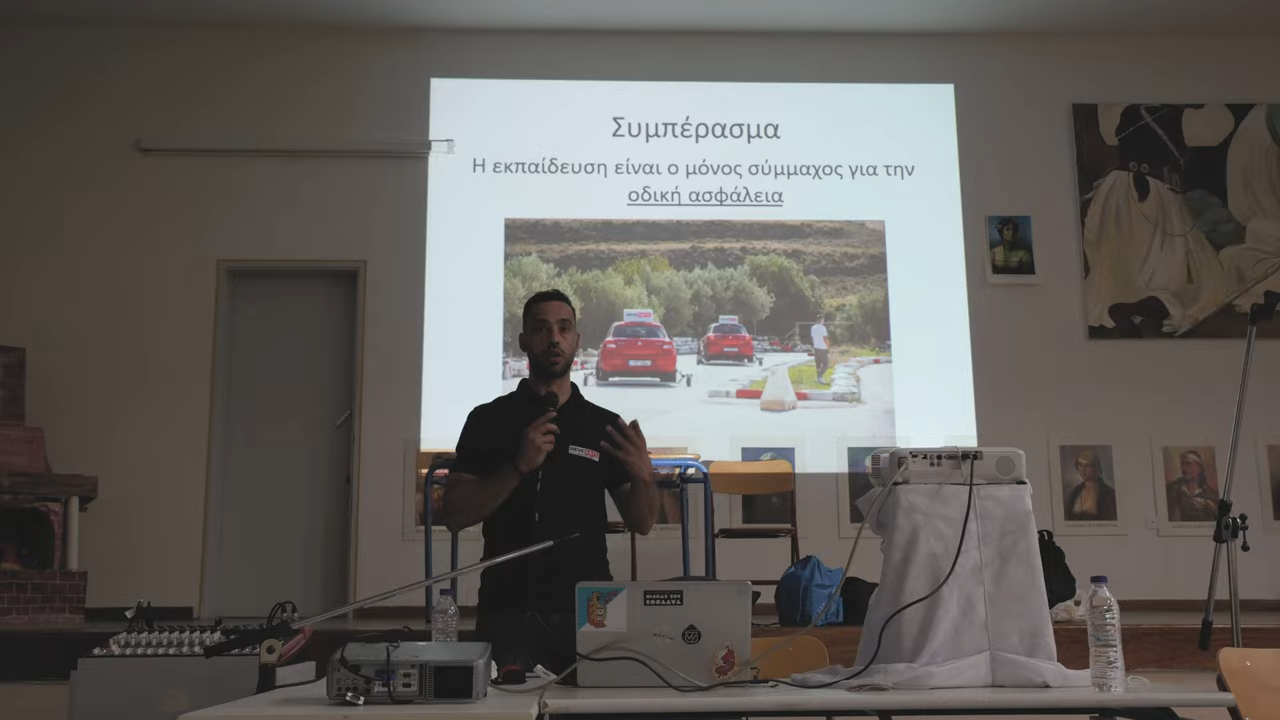 Συμπέρασμα
Η εκπαίδευση είναι ο μόνος σύμμαχος για την
οδική ασφάλεια